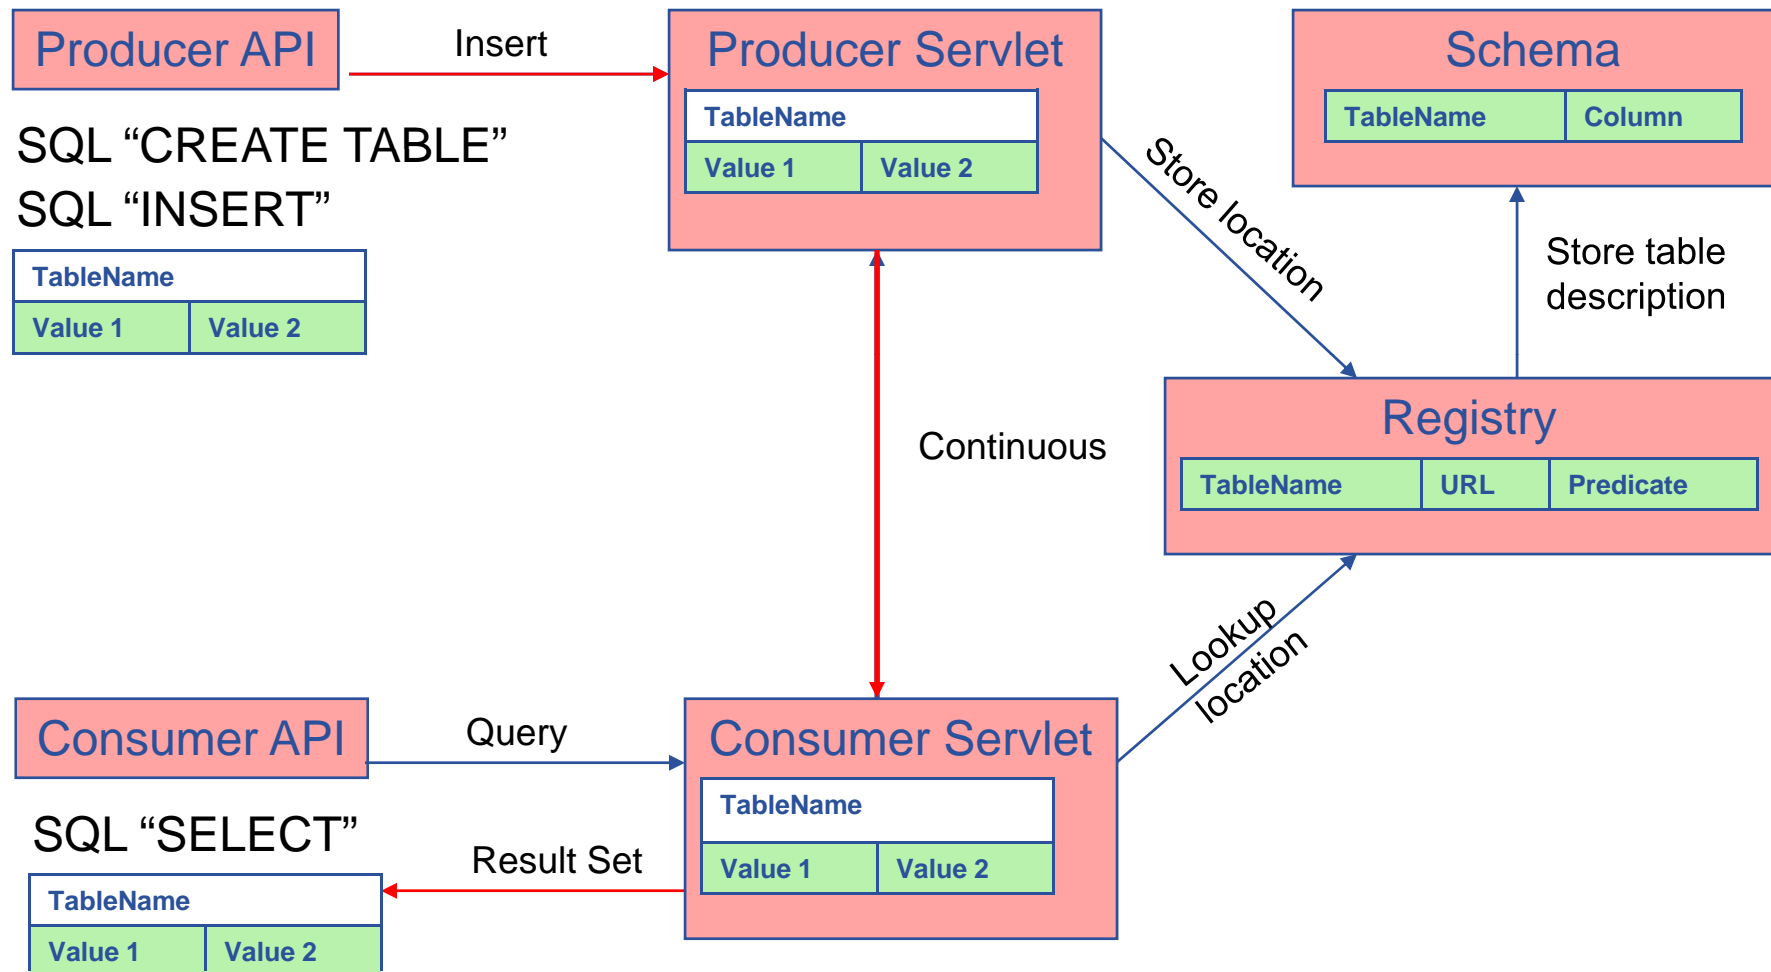 Producer API
Insert
Producer Servlet
Schema
TableName
TableName Column
Value 1 Value 2
SQL “CREATE TABLE”
SQL “INSERT”
TableName
Value 1 Value 2
Store location
Store table
description
Registry
TableName URL Predicate
Continuous
Lookup
location
Consumer API
Query
Consumer Servlet
TableName
Value 1 Value 2
SQL “SELECT”
Result Set
TableName
Value 1 Value 2